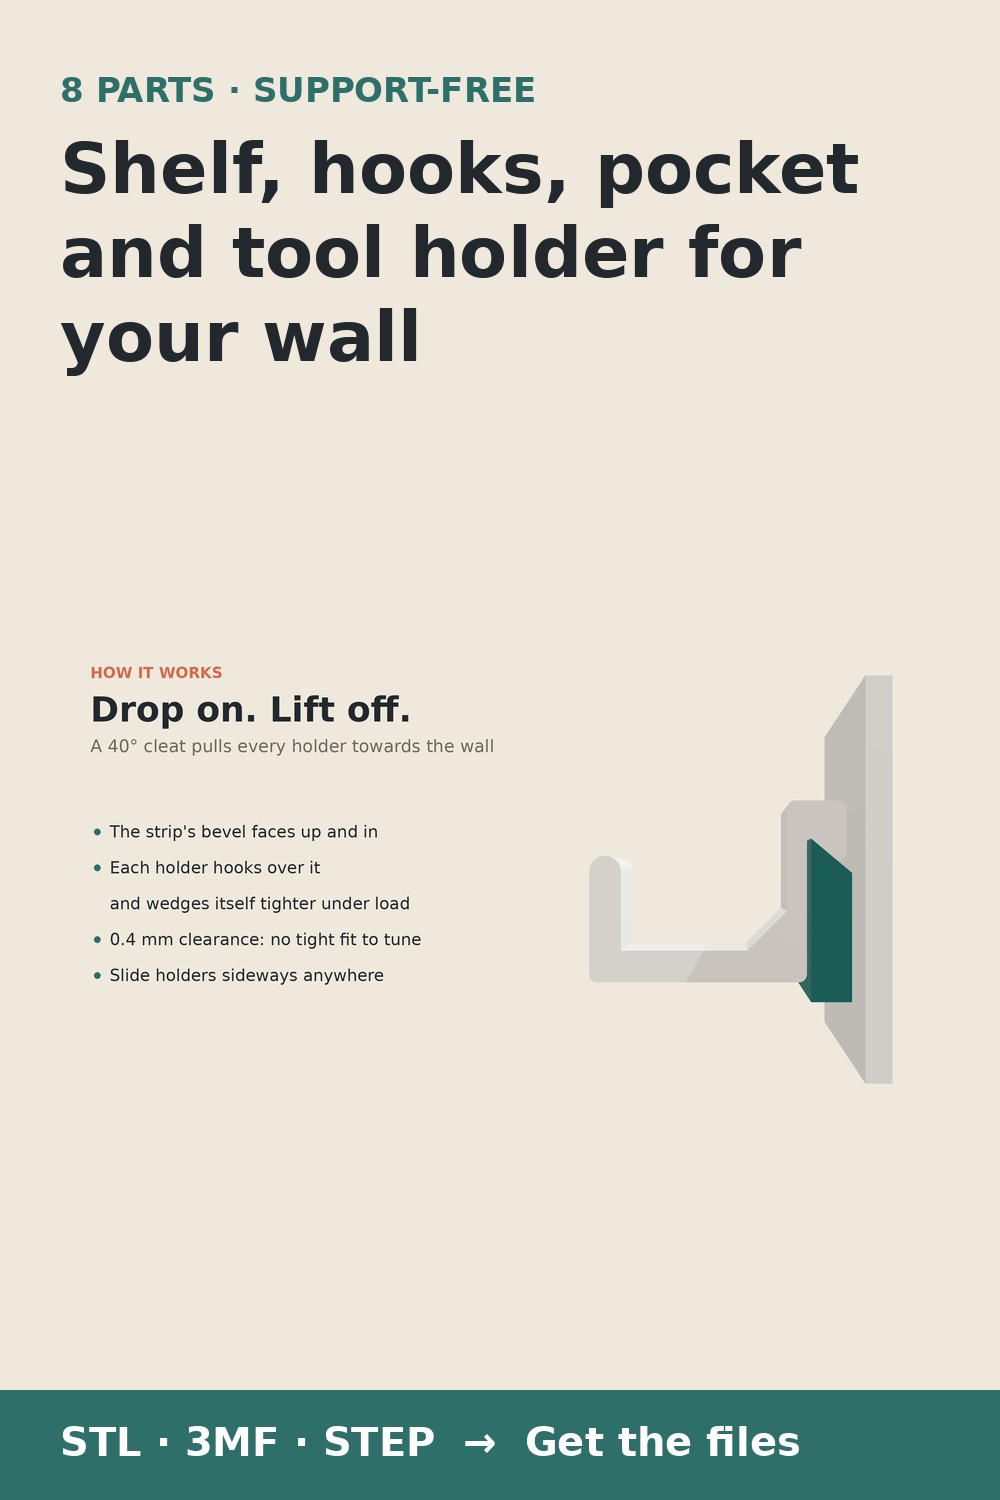 8 PARTS · SUPPORT-FREE
Shelf, hooks, pocket
and tool holder for
your wall
HOW IT WORKS
Drop on. Lift off.
A 40° cleat pulls every holder towards the wall
• The strip's bevel faces up and in
• Each holder hooks over it
and wedges itself tighter under load
• 0.4 mm clearance: no tight fit to tune
• Slide holders sideways anywhere
STL · 3MF · STEP → Get the files